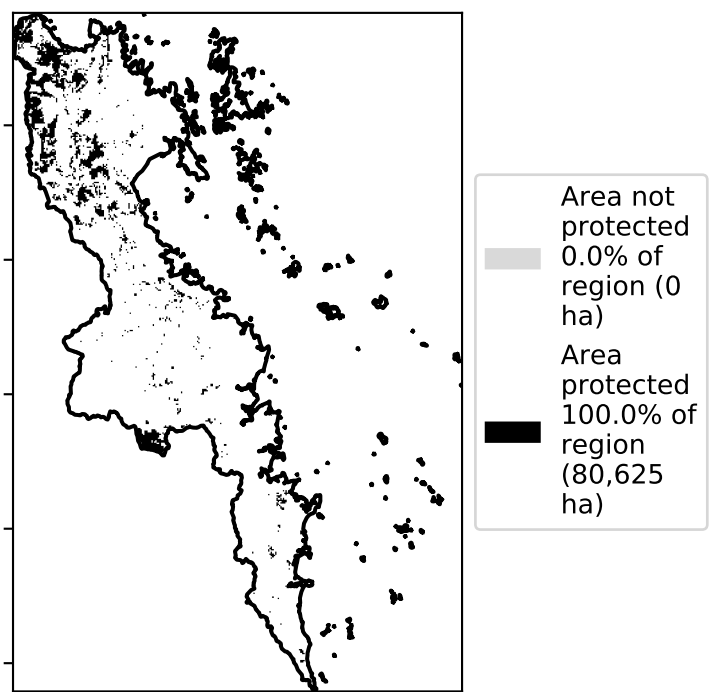 Area not
protected
0.0% of
region (0
ha)
Area
protected
100.0% of
region
(80,625
ha)